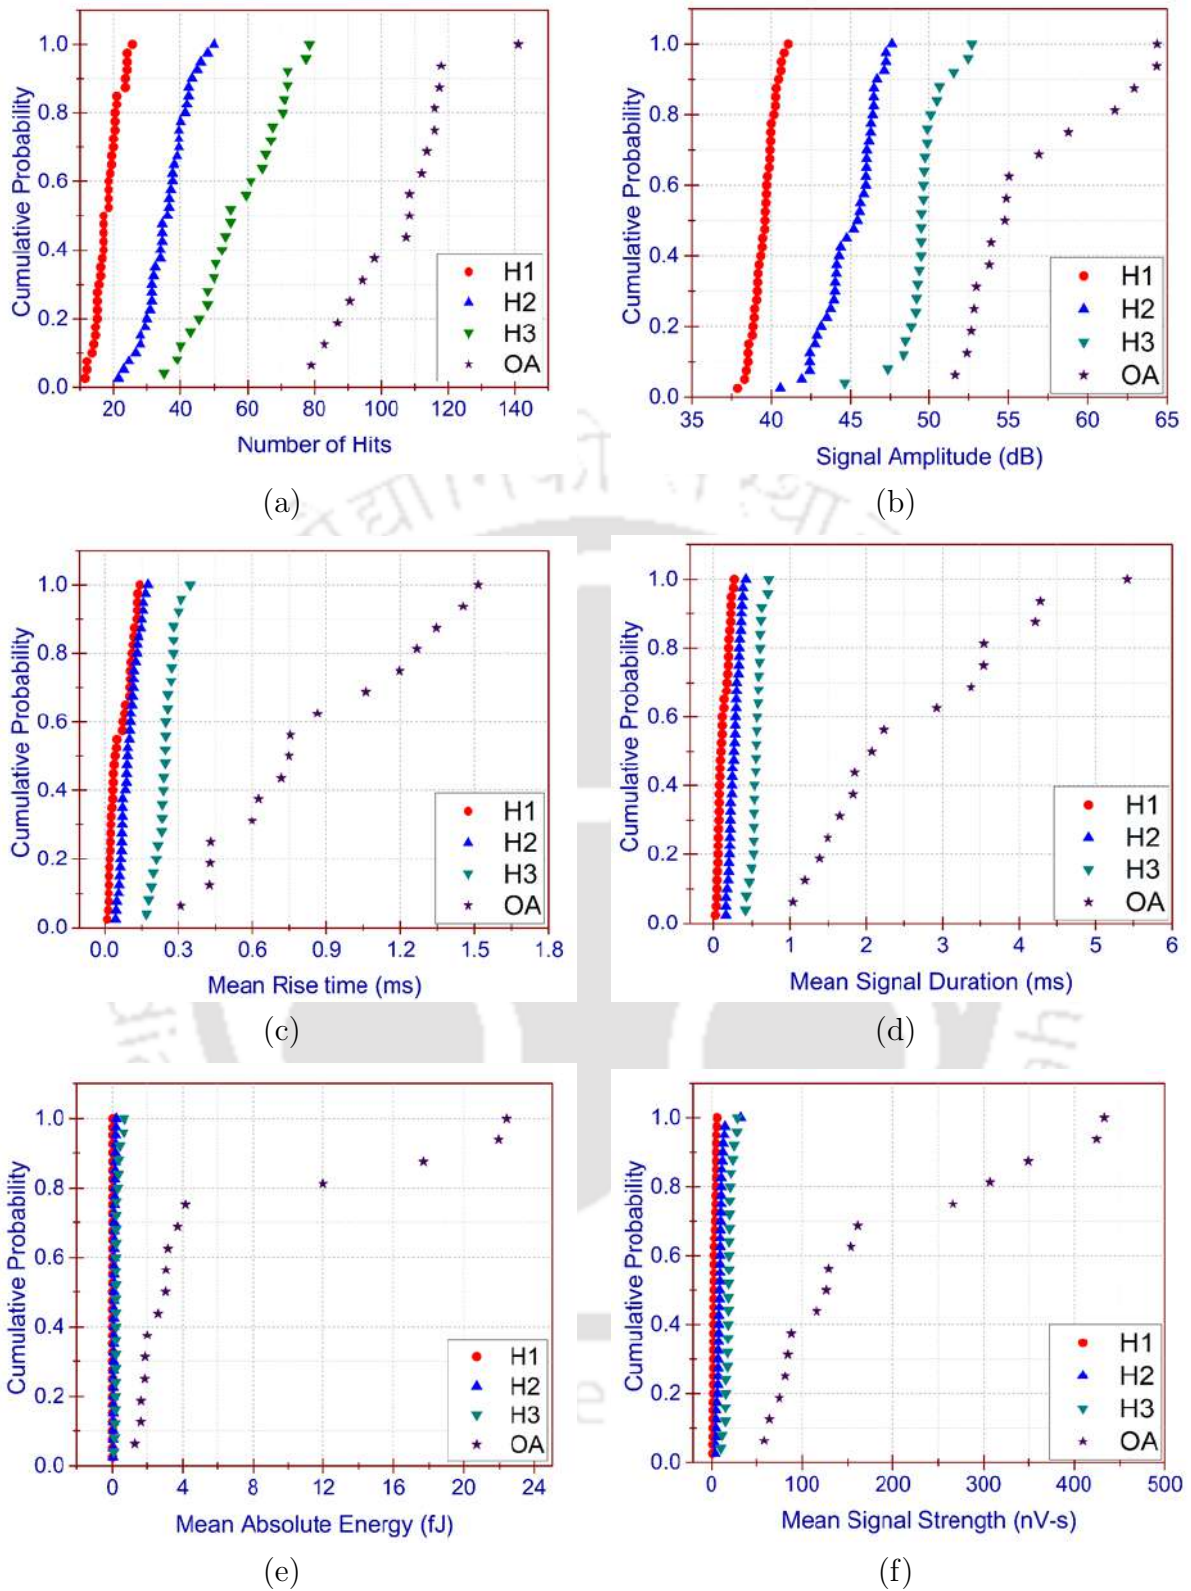 1.0
0.8
0.6
0.4
0.2
0.0
20 40 60 80 100 120 140
Cumulative Probability
Number of Hits
H1
H2
H3
OA
(a)
1.0
0.8
0.6
0.4
0.2
0.0
35 40 45 50 55 60 65
Cumulative Probability
Signal Amplitude (dB)
H1
H2
H3
OA
(b)
1.0
0.8
0.6
0.4
0.2
0.0
0.0 0.3 0.6 0.9 1.2 1.5 1.8
Cumulative Probability
Mean Rise time (ms)
H1
H2
H3
OA
(c)
1.0
0.8
0.6
0.4
0.2
0.0
0 1 2 3 4 5 6
Cumulative Probability
Mean Signal Duration (ms)
H1
H2
H3
OA
(d)
1.0
0.8
0.6
0.4
0.2
0.0
0 4 8 12 16 20 24
Cumulative Probability
Mean Absolute Energy (fJ)
H1
H2
H3
OA
(e)
1.0
0.8
0.6
0.4
0.2
0.0
0 100 200 300 400 500
Cumulative Probability
Mean Signal Strength (nV-s)
H1
H2
H3
OA
(f)